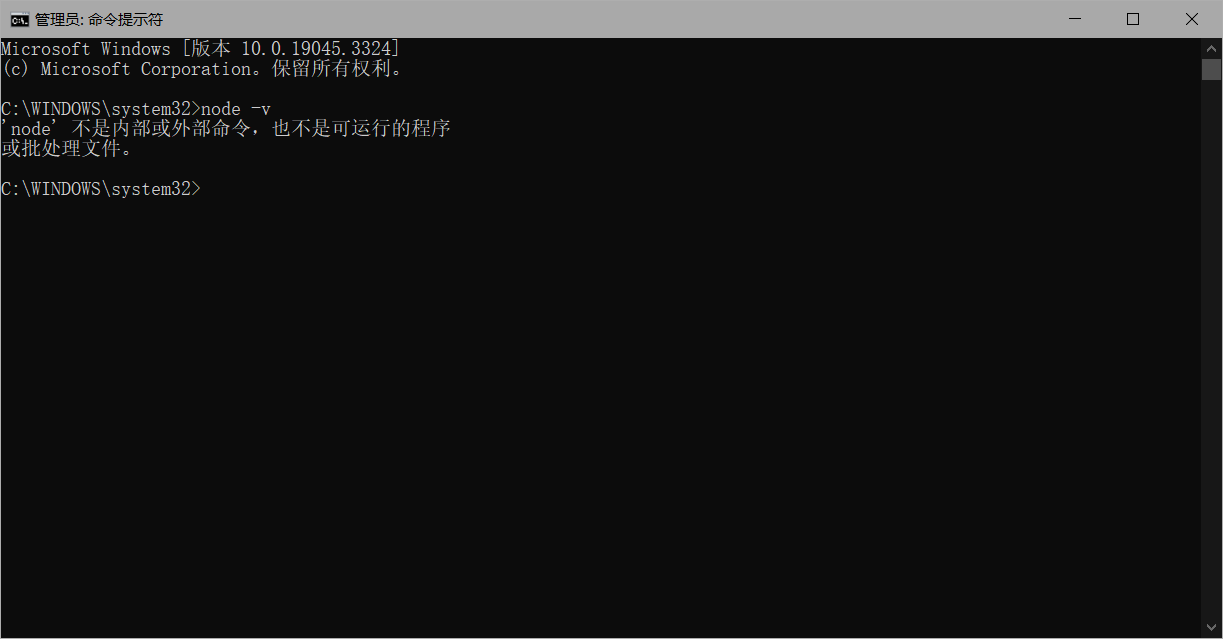 管理员: 命令提示符
Microsoft Windows [版本 10.0.19045.3324]
(c) Microsoft Corporation。保留所有权利。
C:\WINDOWS\system32>node -v
'node' 不是内部或外部命令，也不是可运行的程序
或批处理文件。
C:\WINDOWS\system32>